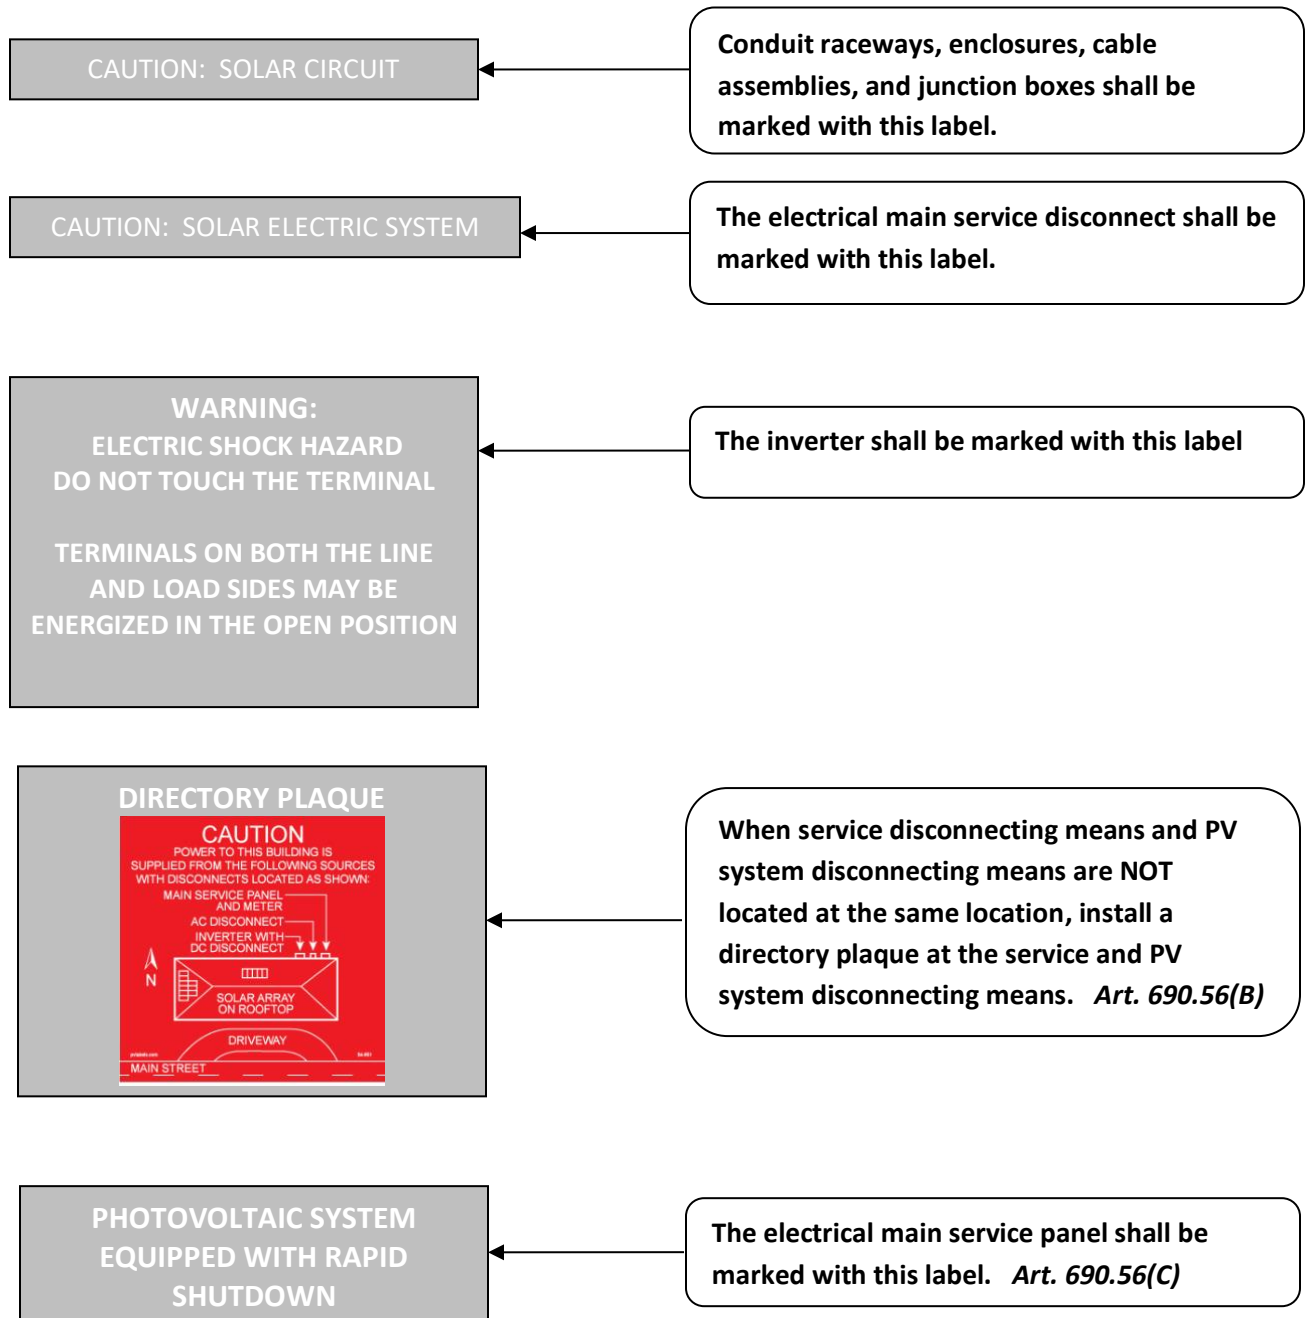 CAUTION: SOLAR CIRCUIT
Conduit raceways, enclosures, cable
assemblies, and junction boxes shall be
marked with this label.
CAUTION: SOLAR ELECTRIC SYSTEM
The electrical main service disconnect shall be
marked with this label.
WARNING:
ELECTRIC SHOCK HAZARD
DO NOT TOUCH THE TERMINAL
TERMINALS ON BOTH THE LINE
AND LOAD SIDES MAY BE
ENERGIZED IN THE OPEN POSITION
The inverter shall be marked with this label
DIRECTORY PLAQUE
CAUTION
POWER TO THIS BUILDING IS
SUPPLIED FROM THE FOLLOWING SOURCES
WITH DISCONNECTS LOCATED AS SHOWN:
MAIN SERVICE PANEL
AND METER
AC DISCONNECT
INVERTER WITH
DC DISCONNECT
N
SOLAR ARRAY
ON ROOFTOP
DRIVEWAY
MAIN STREET
When service disconnecting means and PV
system disconnecting means are NOT
located at the same location, install a
directory plaque at the service and PV
system disconnecting means. Art. 690.56(B)
PHOTOVOLTAIC SYSTEM
EQUIPPED WITH RAPID
SHUTDOWN
The electrical main service panel shall be
marked with this label. Art. 690.56(C)